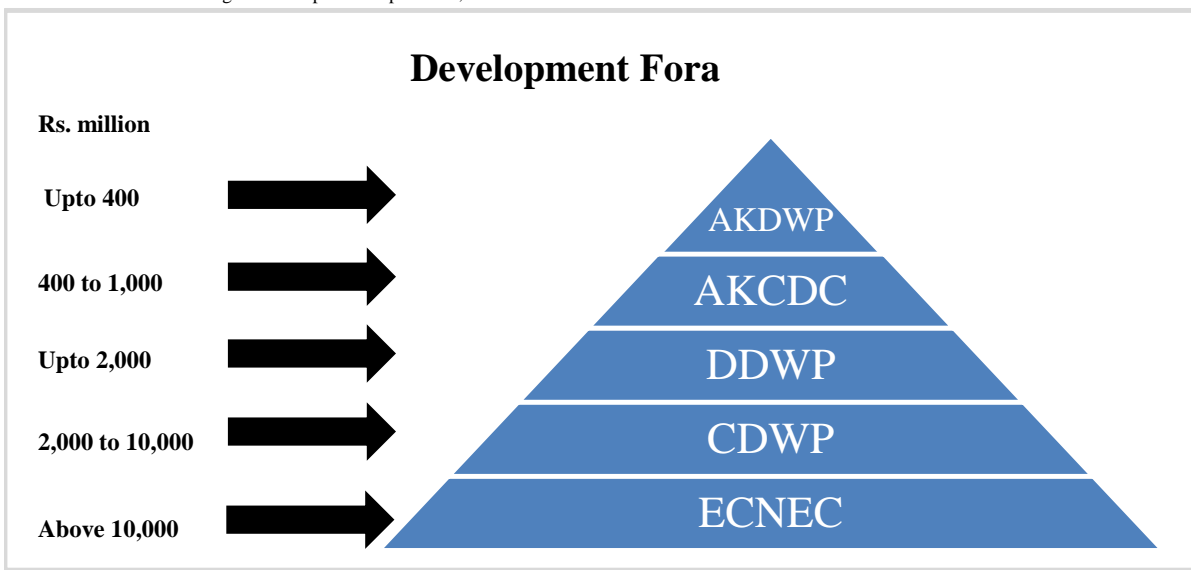 Development Fora
Rs. million
Upto 400
AKDWP
400 to 1,000
AKCDC
Upto 2,000
DDWP
2,000 to 10,000
CDWP
Above 10,000
ECNEC